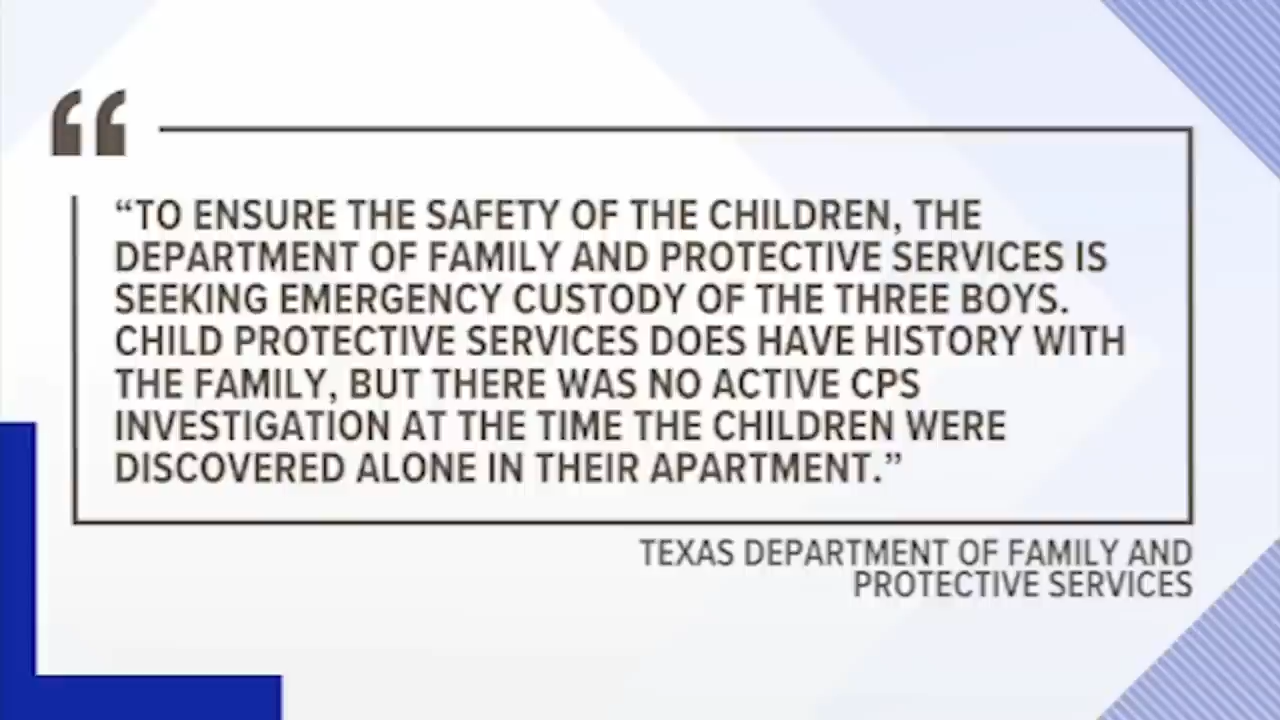 “TO ENSURE THE SAFETY OF THE CHILDREN, THE
DEPARTMENT OF FAMILY AND PROTECTIVE SERVICES IS
SEEKING EMERGENCY CUSTODY OF THE THREE BOYS.
CHILD PROTECTIVE SERVICES DOES HAVE HISTORY WITH
THE FAMILY, BUT THERE WAS NO ACTIVE CPS
INVESTIGATION AT THE TIME THE CHILDREN WERE
DISCOVERED ALONE IN THEIR APARTMENT.”
TEXAS DEPARTMENT OF FAMILY AND
PROTECTIVE SERVICES